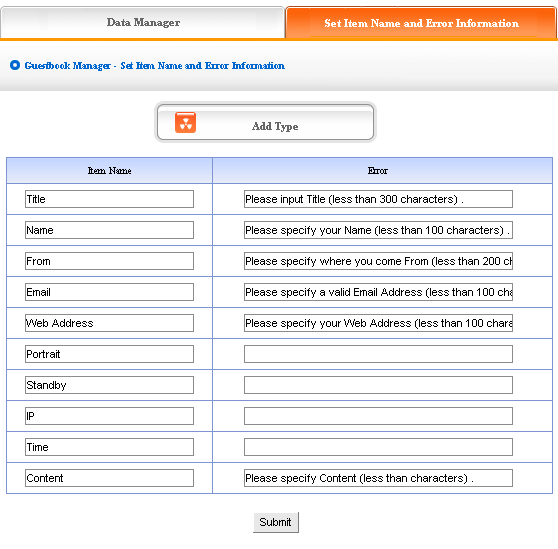 Data Manager
Set Item Name and Error Information
Guestbook Manager - Set Item Name and Error Information
Add Type
Item Name Error
Title Please input Title (less than 300 characters) .
Name Please specify your Name (less than 100 characters) .
From Please specify where you come From (less than 200 ch
Email Please specify a valid Email Address (less than 100 cha
Web Address Please specify your Web Address (less than 100 chara
Portrait
Standby
IP
Time
Content Please specify Content (less than characters) .
Submit